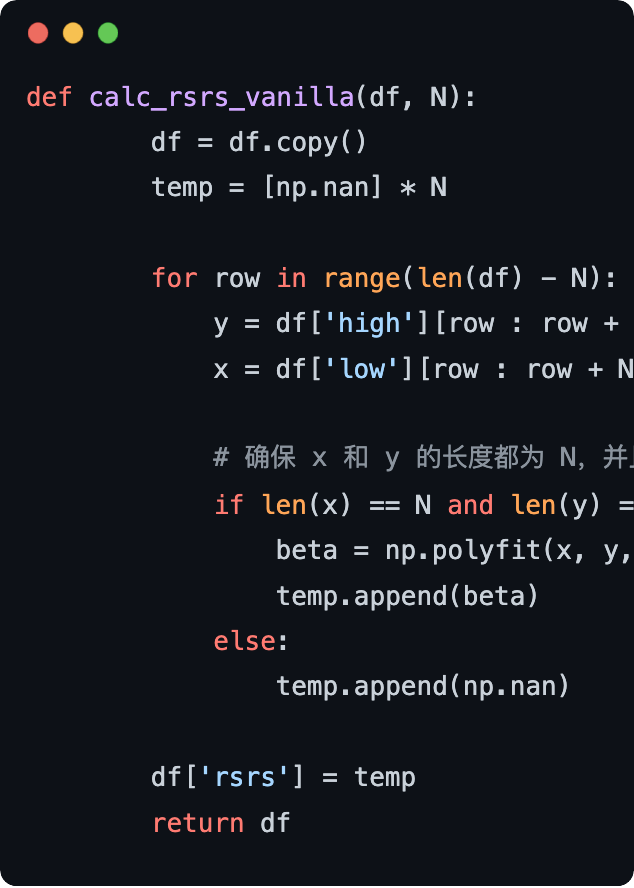 def calc_rsrs_vanilla(df, N):
df = df.copy()
temp = [np.nan] * N
for row in range(len(df) - N):
y = df['high'][row : row +
x = df['low'][row : row + N
# 确保 x 和 y 的长度都为 N, 并
if len(x) == N and len(y) =
beta = np.polyfit(x, y,
temp.append(beta)
else:
temp.append(np.nan)
df['rsrs'] = temp
return df